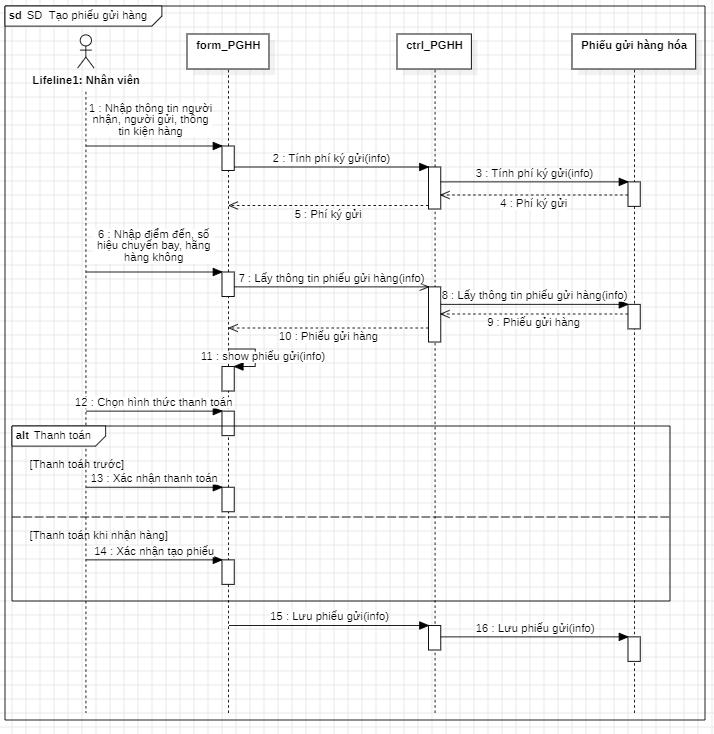 sd SD Tạo phiếu gửi hàng
form_PGHH
ctrl_PGHH
Phiếu gửi hàng hóa
Lifeline1: Nhân viên
1 : Nhập thông tin người
nhận, người gửi, thông
tin kiện hàng
2 : Tính phí ký gửi(info)
3 : Tính phí ký gửi(info)
4 : Phí ký gửi
5 : Phí ký gửi
6 : Nhập điểm đến, số
hiệu chuyến bay, hãng
hàng không
7 : Lấy thông tin phiếu gửi hàng(info)
8 : Lấy thông tin phiếu gửi hàng(info)
9 : Phiếu gửi hàng
10 : Phiếu gửi hàng
11 : show phiếu gửi(info)
12 : Chọn hình thức thanh toán
alt Thanh toán
[Thanh toán trước]
13 : Xác nhận thanh toán
[Thanh toán khi nhận hàng]
14 : Xác nhận tạo phiếu
15 : Lưu phiếu gửi(info)
16 : Lưu phiếu gửi(info)